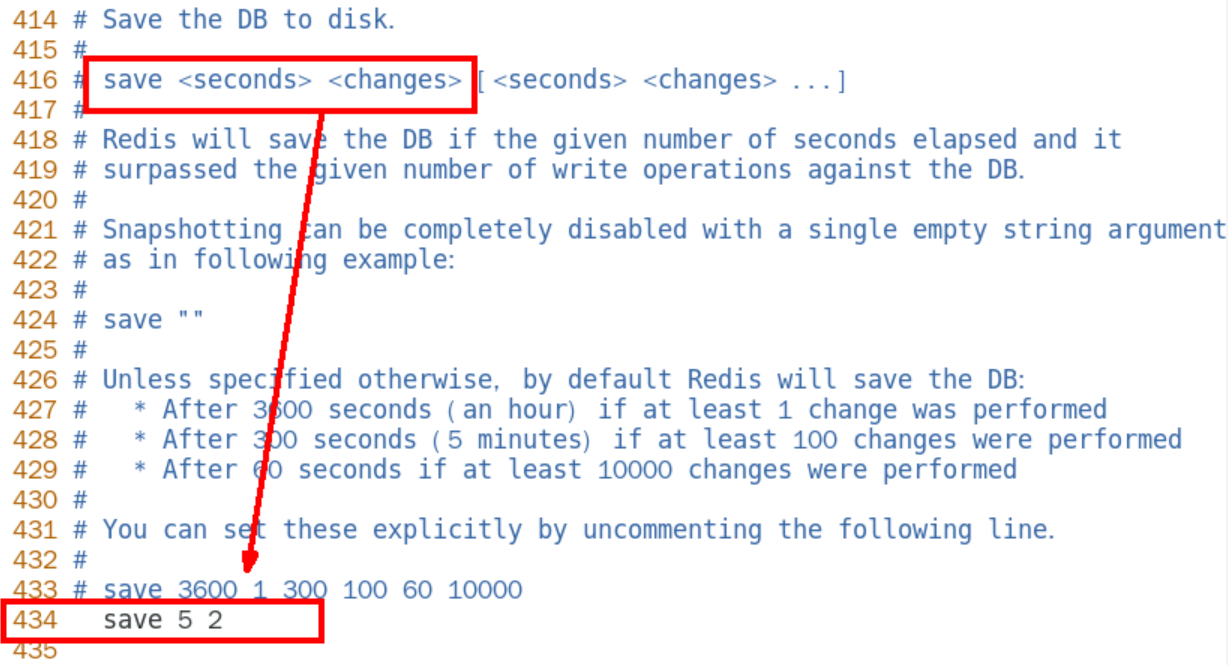 414 # Save the DB to disk.
415 #
416 # save <seconds> <changes> [<seconds> <changes> ...]
417 #
418 # Redis will save the DB if the given number of seconds elapsed and it
419 # surpassed the given number of write operations against the DB.
420 #
421 # Snapshotting can be completely disabled with a single empty string argument
422 # as in following example:
423 #
424 # save ""
425 #
426 # Unless specified otherwise, by default Redis will save the DB:
427 #   * After 3600 seconds (an hour) if at least 1 change was performed
428 #   * After 300 seconds (5 minutes) if at least 100 changes were performed
429 #   * After 60 seconds if at least 10000 changes were performed
430 #
431 # You can set these explicitly by uncommenting the following line.
432 #
433 # save 3600 1 300 100 60 10000
434   save 5 2
435